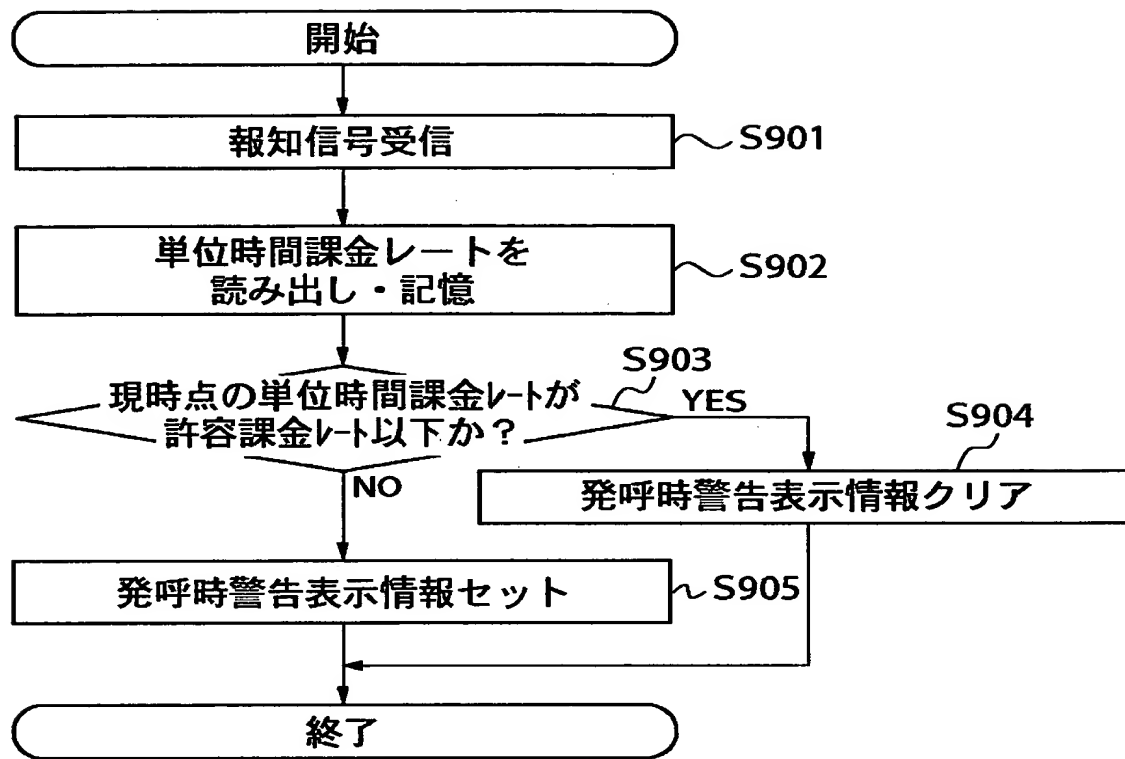 開始
報知信号受信
S901
単位時間課金レートを
読み出し・記憶
S902
S903
現時点の単位時間課金ﾚｰﾄが
許容課金ﾚｰﾄ以下か?
YES
NO
S904
発呼時警告表示情報クリア
発呼時警告表示情報セット
S905
終了